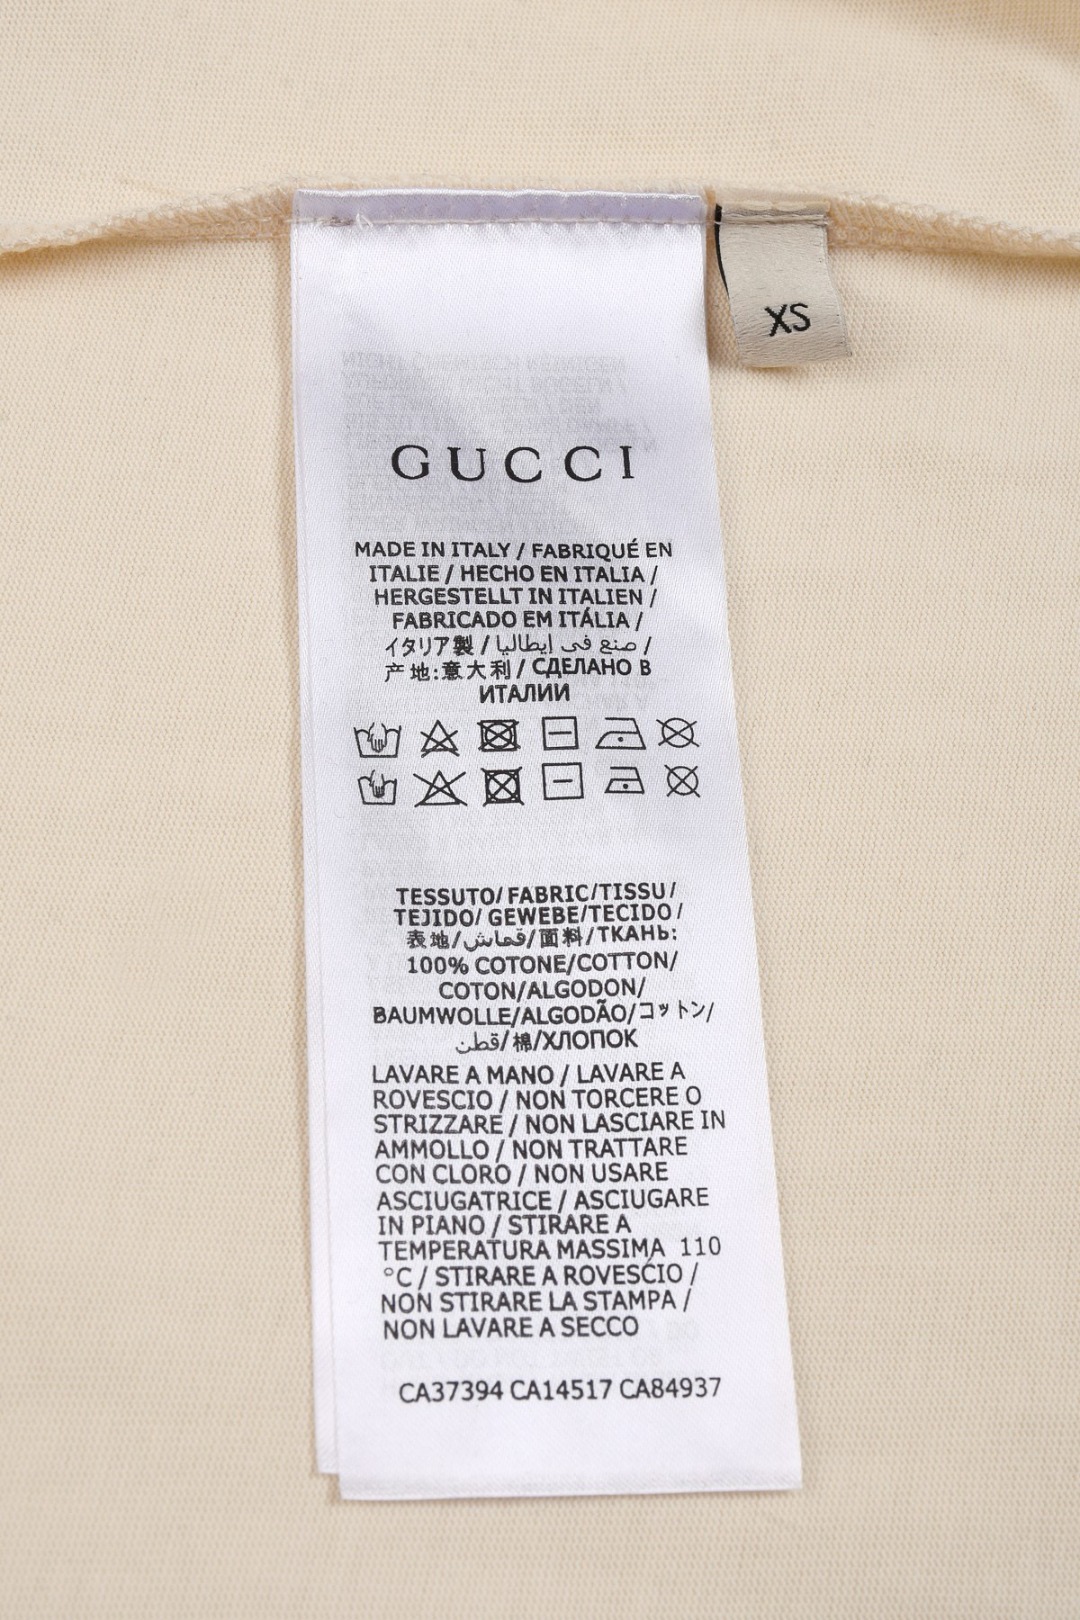 XS
GUCCI
MADE IN ITALY / FABRIQUÉ EN
ITALIE / HECHO EN ITALIA /
HERGESTELLT IN ITALIEN /
FABRICADO EM ITÁLIA /
イタリア製 / صنع في إيطاليا /
产地:意大利 / СДЕЛАНО В
ИТАЛИИ
TESSUTO/FABRIC/TISSU/
TEJIDO/ GEWEBE/TECIDO/
表地/قماش/面料/ТКАНЬ:
100% COTONE/COTTON/
COTON/ALGODON/
BAUMWOLLE/ALGODÃO/コットン/
قطن/棉/ХЛОПОК
LAVARE A MANO / LAVARE A
ROVESCIO / NON TORCERE O
STRIZZARE / NON LASCIARE IN
AMMOLLO / NON TRATTARE
CON CLORO / NON USARE
ASCIUGATRICE / ASCIUGARE
IN PIANO / STIRARE A
TEMPERATURA MASSIMA 110
°C / STIRARE A ROVESCIO /
NON STIRARE LA STAMPA /
NON LAVARE A SECCO
CA37394 CA14517 CA84937